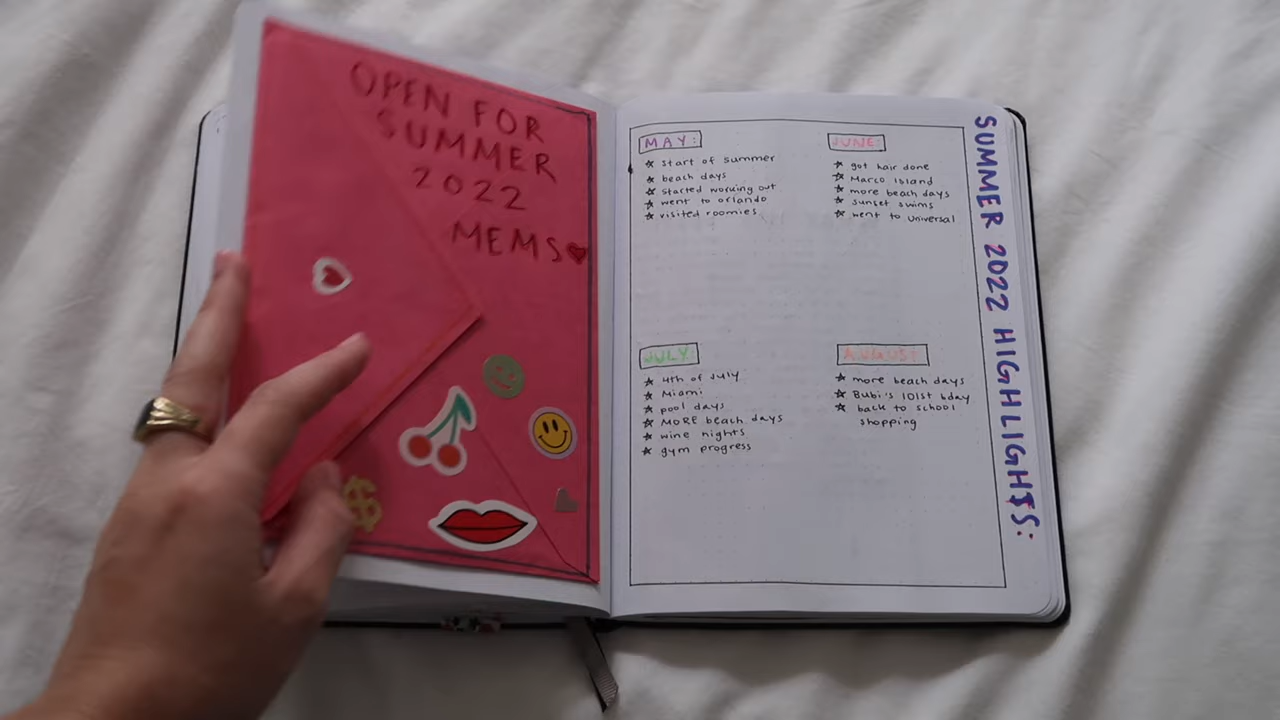 OPEN FOR
SUMMER
2022
MEMS
MAY:
start of summer
beach days
started working out
went to orlando
visited roomies
JUNE:
got hair done
Marco Island
more beach days
sunset swims
went to Universal
JULY:
4th of July
Miami
pool days
MORE beach days
wine nights
gym progress
AUGUST:
more beach days
Bubi's 101st bday
back to school
shopping
SUMMER 2022 HIGHLIGHTS: